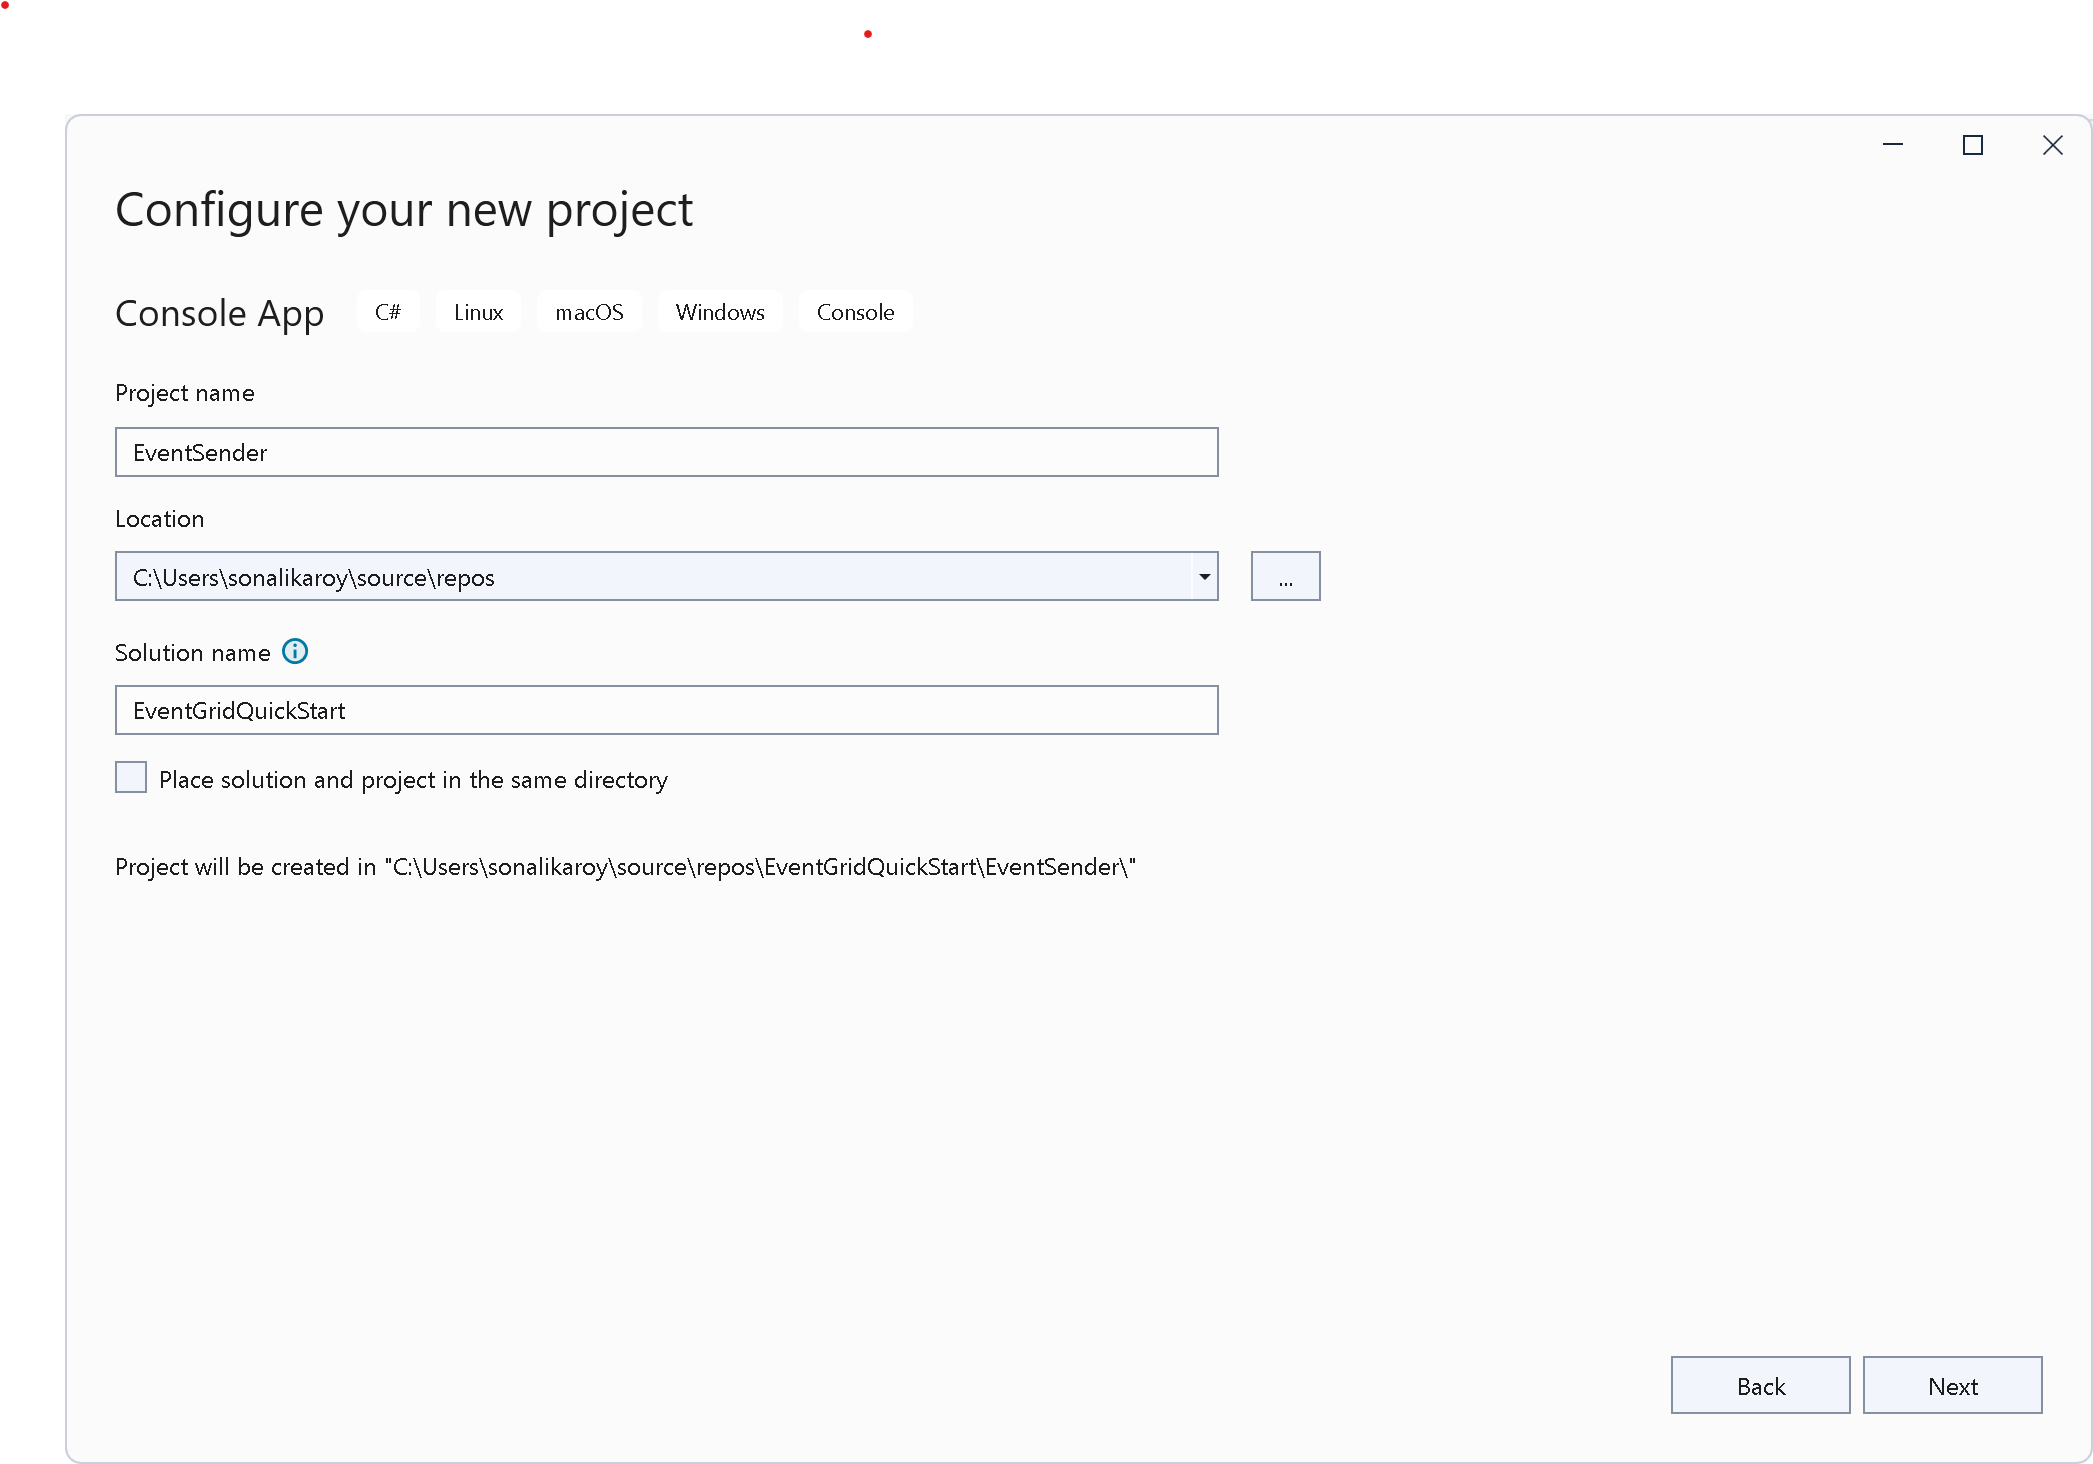 Configure your new project
Console App C# Linux macOS Windows Console
Project name
EventSender
Location
C:\Users\sonalikaroy\source\repos
...
Solution name
EventGridQuickStart
Place solution and project in the same directory
Project will be created in "C:\Users\sonalikaroy\source\repos\EventGridQuickStart\EventSender\"
Back Next